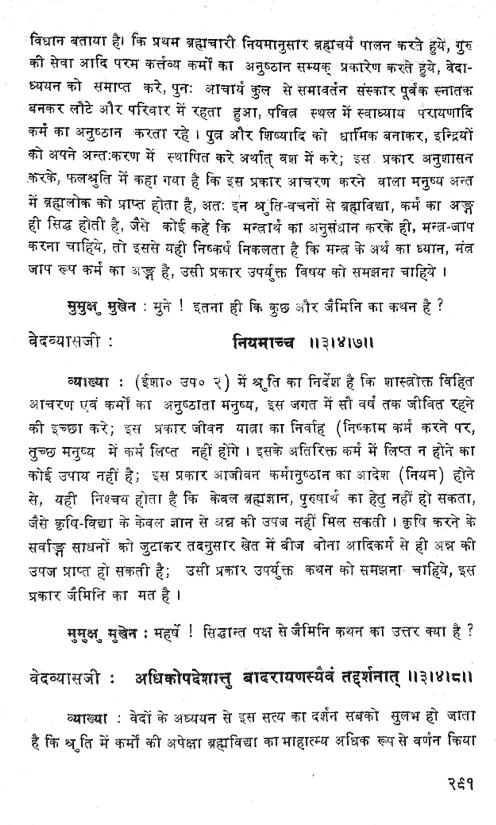 विधान बताया है। कि प्रथम ब्रह्मचारी नियमानुसार ब्रह्मचर्य पालन करते हुये, गुरु
की सेवा आदि परम कर्त्तव्य कर्मों का अनुष्ठान सम्यक् प्रकारेण करते हुये, वेदा-
ध्ययन को समाप्त करे, पुनः आचार्य कुल से समावर्तन संस्कार पूर्वक स्नातक
बनकर लौटे और परिवार में रहता हुआ, पवित्र स्थल में स्वाध्याय परायणादि
कर्म का अनुष्ठान करता रहे । पुत्र और शिष्यादि को धार्मिक बनाकर, इन्द्रियों
को अपने अन्तःकरण में स्थापित करे अर्थात् वश में करे; इस प्रकार अनुशासन
करके, फलश्रुति में कहा गया है कि इस प्रकार आचरण करने वाला मनुष्य अन्त
में ब्रह्मलोक को प्राप्त होता है, अतः इन श्रुति-वचनों से ब्रह्मविद्या, कर्म का अङ्ग
ही सिद्ध होती है, जैसे कोई कहे कि मन्त्रार्थ का अनुसंधान करके ही, मन्त्र-जाप
करना चाहिये, तो इससे यही निष्कर्ष निकलता है कि मन्त्र के अर्थ का ध्यान, मंत्र
जाप रूप कर्म का अङ्ग है, उसी प्रकार उपर्युक्त विषय को समझना चाहिये ।
मुमुक्षु मुखेन : मुने ! इतना ही कि कुछ और जैमिनि का कथन है ?
वेदव्यासजी : नियमाच्च ॥३।४।७॥
व्याख्या : (ईशा० उप० २) में श्रुति का निर्देश है कि शास्त्रोक्त विहित
आचरण एवं कर्मों का अनुष्ठाता मनुष्य, इस जगत में सौ वर्ष तक जीवित रहने
की इच्छा करे; इस प्रकार जीवन यात्रा का निर्वाह (निष्काम कर्म करने पर,
तुच्छ मनुष्य में कर्म लिप्त नहीं होंगे । इसके अतिरिक्त कर्म में लिप्त न होने का
कोई उपाय नहीं है; इस प्रकार आजीवन कर्मानुष्ठान का आदेश (नियम) होने
से, यही निश्चय होता है कि केवल ब्रह्मज्ञान, पुरुषार्थ का हेतु नहीं हो सकता,
जैसे कृषि-विद्या के केवल ज्ञान से अन्न की उपज नहीं मिल सकती । कृषि करने के
सर्वाङ्ग साधनों को जुटाकर तदनुसार खेत में बीज बोना आदिकर्म से ही अन्न की
उपज प्राप्त हो सकती है; उसी प्रकार उपर्युक्त कथन को समझना चाहिये, इस
प्रकार जैमिनि का मत है ।
मुमुक्षु मुखेन : महर्षे ! सिद्धान्त पक्ष से जैमिनि कथन का उत्तर क्या है ?
वेदव्यासजी : अधिकोपदेशात्तु बादरायणस्यैवं तद्दर्शनात् ॥३।४।८॥
व्याख्या : वेदों के अध्ययन से इस सत्य का दर्शन सबको सुलभ हो जाता
है कि श्रुति में कर्मों की अपेक्षा ब्रह्मविद्या का माहात्म्य अधिक रूप से वर्णन किया
२९१